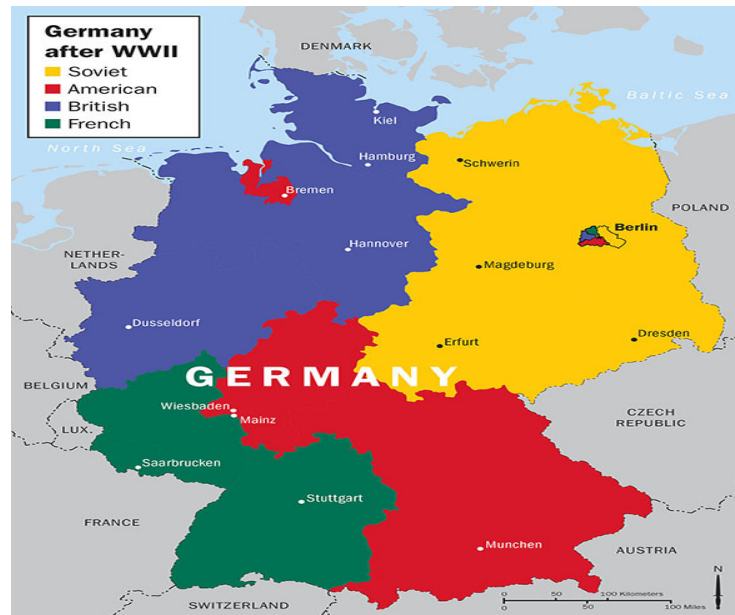 Germany
after WWII
Soviet
American
British
French
DENMARK
Baltic Sea
North Sea
Kiel
Hamburg
Schwerin
Bremen
POLAND
Berlin
Hannover
NETHER-
LANDS
Magdeburg
Dusseldorf
Erfurt
Dresden
GERMANY
BELGIUM
Wiesbaden
Mainz
LUX.
CZECH
REPUBLIC
Saarbrucken
Stuttgart
FRANCE
Munchen
AUSTRIA
SWITZERLAND
N
0 50 100 Kilometers
0 50 100 Miles